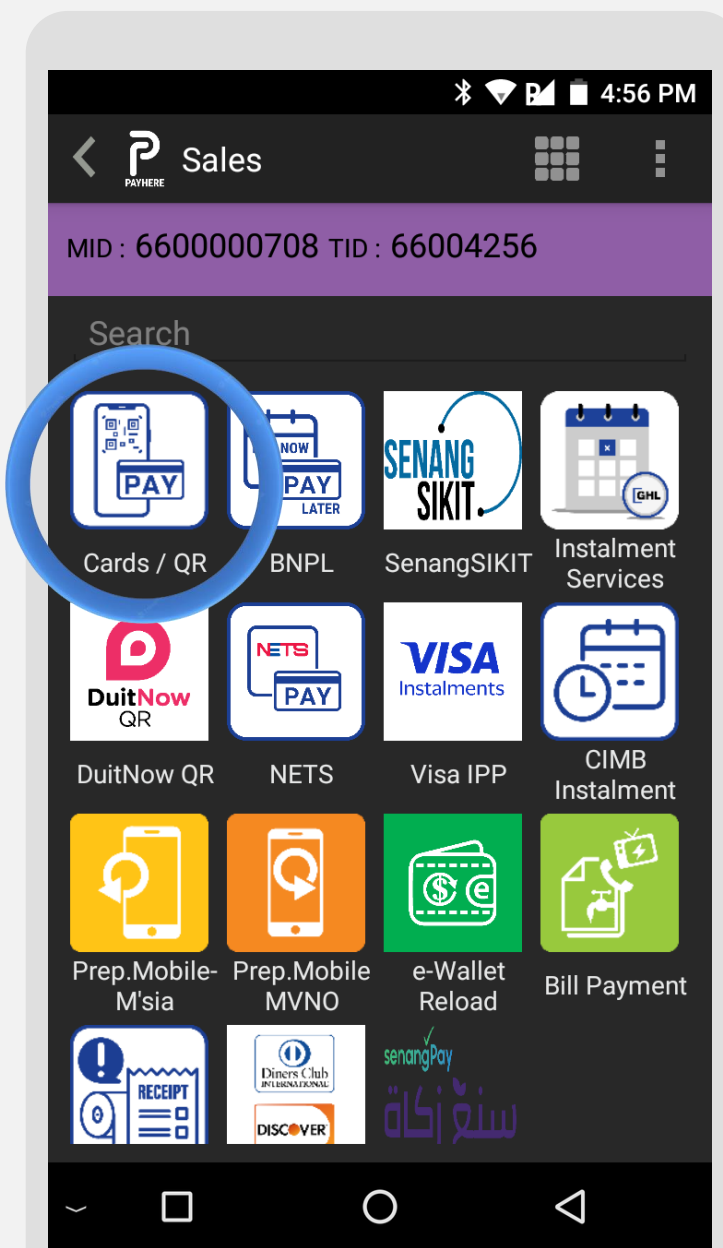 4:56 PM
PAYHERE
Sales
MID : 6600000708 TID : 66004256
Search
PAY
Cards / QR
NOW
PAY
LATER
BNPL
SENANG
SIKIT.
SenangSIKIT
GHL
Instalment
Services
DuitNow
QR
DuitNow QR
NETS
PAY
NETS
VISA
Instalments
Visa IPP
CIMB
Instalment
Prep.Mobile-
M'sia
Prep.Mobile
MVNO
e-Wallet
Reload
Bill Payment
RECEIPT
Diners Club
INTERNATIONAL
DISCOVER
senangPay